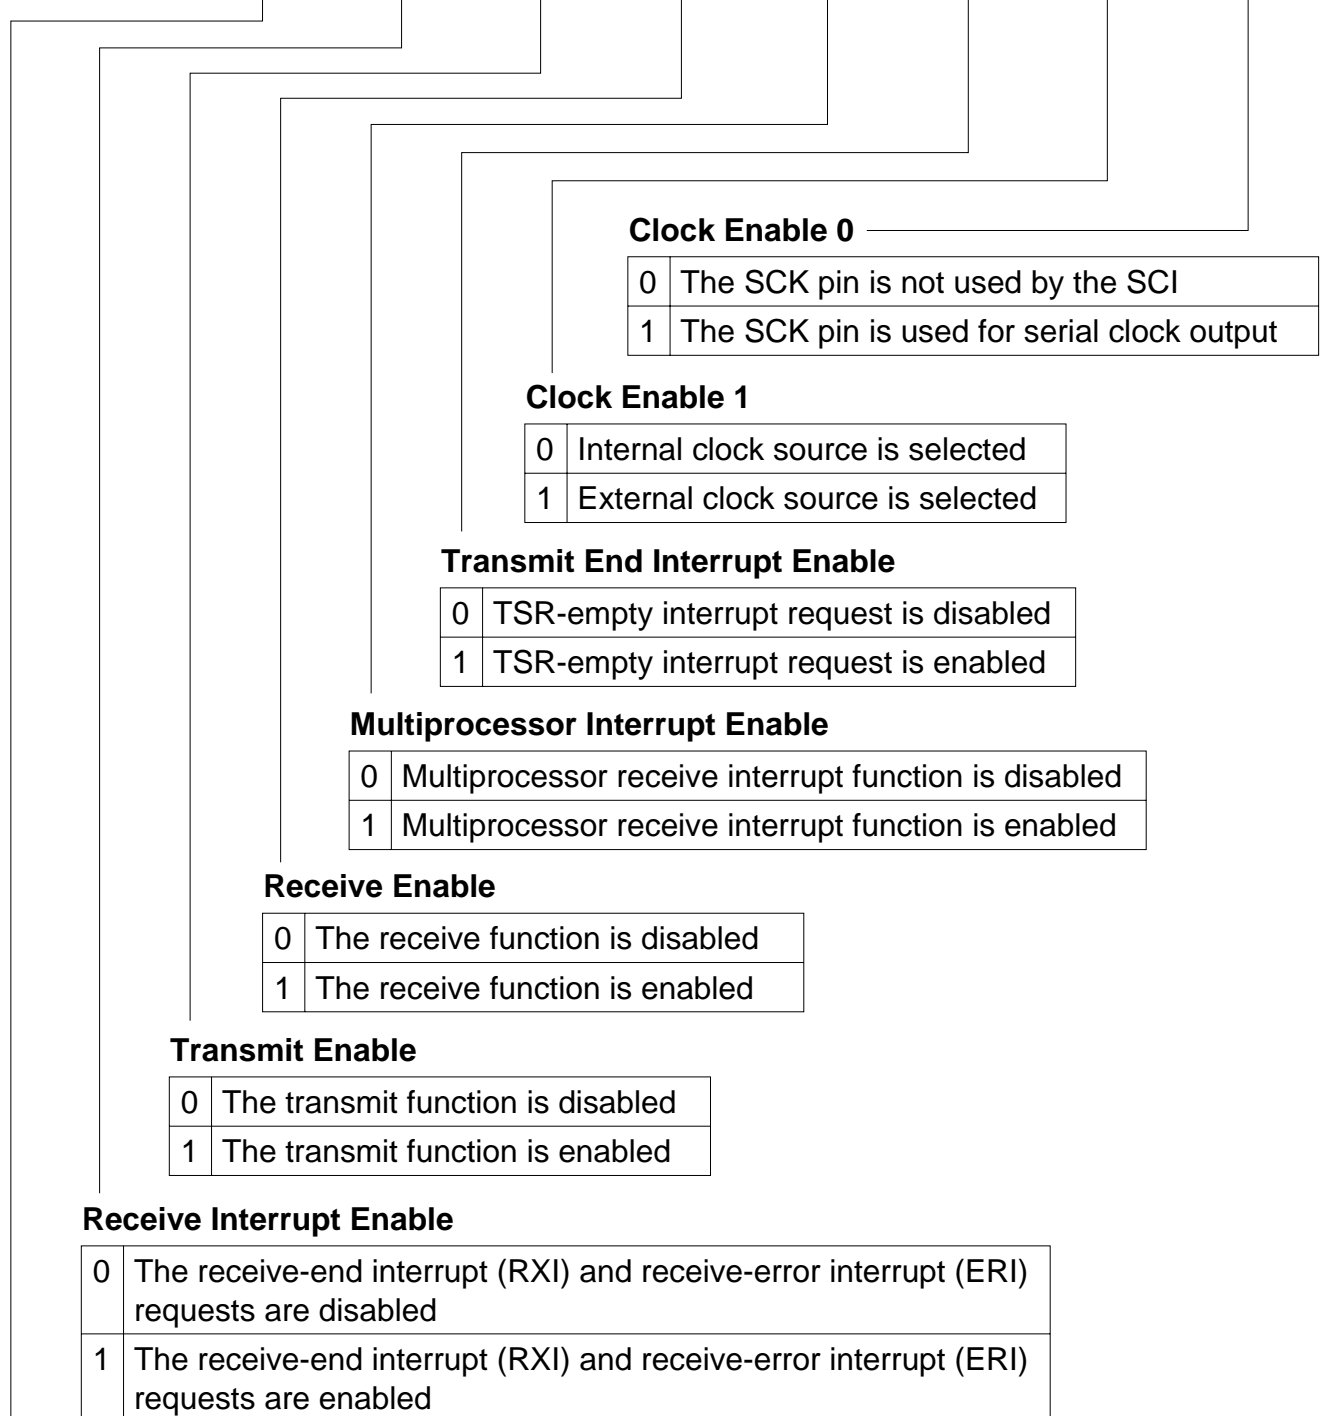 Clock Enable 0
0 The SCK pin is not used by the SCI
1 The SCK pin is used for serial clock output
Clock Enable 1
0 Internal clock source is selected
1 External clock source is selected
Transmit End Interrupt Enable
0 TSR-empty interrupt request is disabled
1 TSR-empty interrupt request is enabled
Multiprocessor Interrupt Enable
0 Multiprocessor receive interrupt function is disabled
1 Multiprocessor receive interrupt function is enabled
Receive Enable
0 The receive function is disabled
1 The receive function is enabled
Transmit Enable
0 The transmit function is disabled
1 The transmit function is enabled
Receive Interrupt Enable
0 The receive-end interrupt (RXI) and receive-error interrupt (ERI)
requests are disabled
1 The receive-end interrupt (RXI) and receive-error interrupt (ERI)
requests are enabled